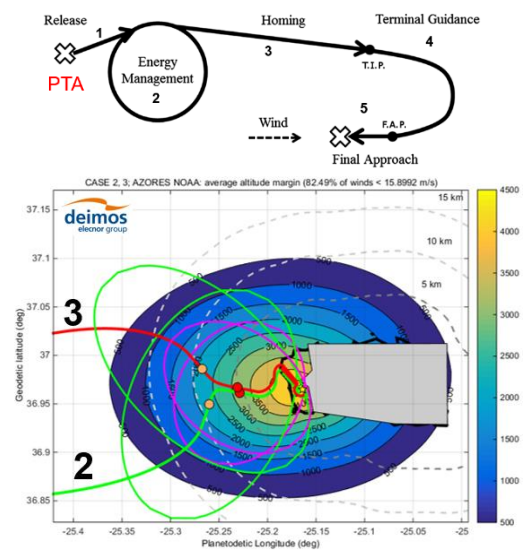 Release
1
PTA
Energy
Management
2
Homing
3
Terminal Guidance
4
T.I.P.
5
Wind
F.A.P.
Final Approach
CASE 2, 3; AZORES NOAA: average altitude margin (82.49% of winds < 15.8992 m/s)
deimos
elecnor group
15 km
10 km
5 km
3
2
500
1000
1500
2000
2500
3000
3500
37.15
37.1
37.05
37
36.95
36.9
36.85
Geodetic latitude (deg)
-25.4
-25.35
-25.3
-25.25
-25.2
-25.15
-25.1
-25.05
-25
Planetodetic Longitude (deg)
4500
4000
3500
3000
2500
2000
1500
1000
500